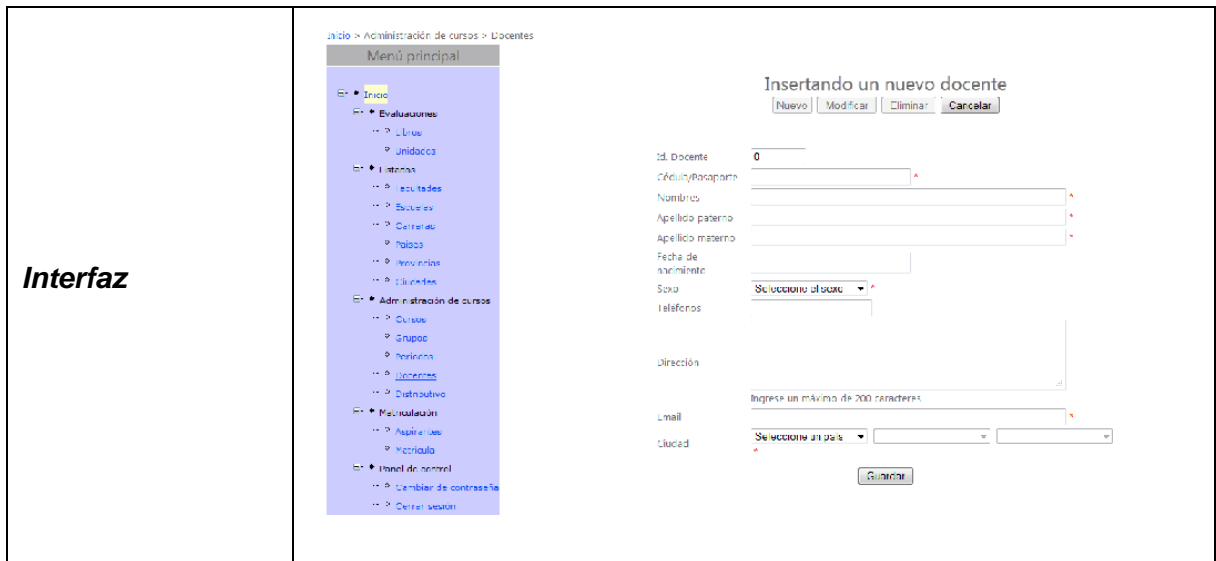 Interfaz
Inicio > Administración de cursos > Docentes
Menú principal
Inicio
Evaluaciones
Libros
Unidades
Listados
Facultades
Escuelas
Carreras
Países
Provincias
Ciudades
Administración de cursos
Cursos
Grupos
Periodos
Docentes
Distributivo
Matriculación
Aspirantes
Matrícula
Panel de control
Cambiar de contraseña
Cerrar sesión
Insertando un nuevo docente
Nuevo Modificar Eliminar Cancelar
Id. Docente 0
Cédula/Pasaporte *
Nombres *
Apellido paterno *
Apellido materno *
Fecha de
nacimiento
Sexo Seleccione el sexo *
Teléfonos
Dirección
Ingrese un máximo de 200 caracteres
Email *
Ciudad Seleccione un país
*
Guardar